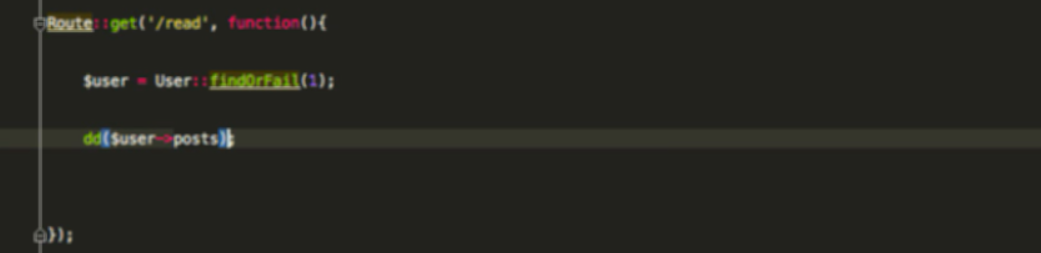 Route::get('/read', function(){
$user = User::findOrFail(1);
dd($user->posts);
});